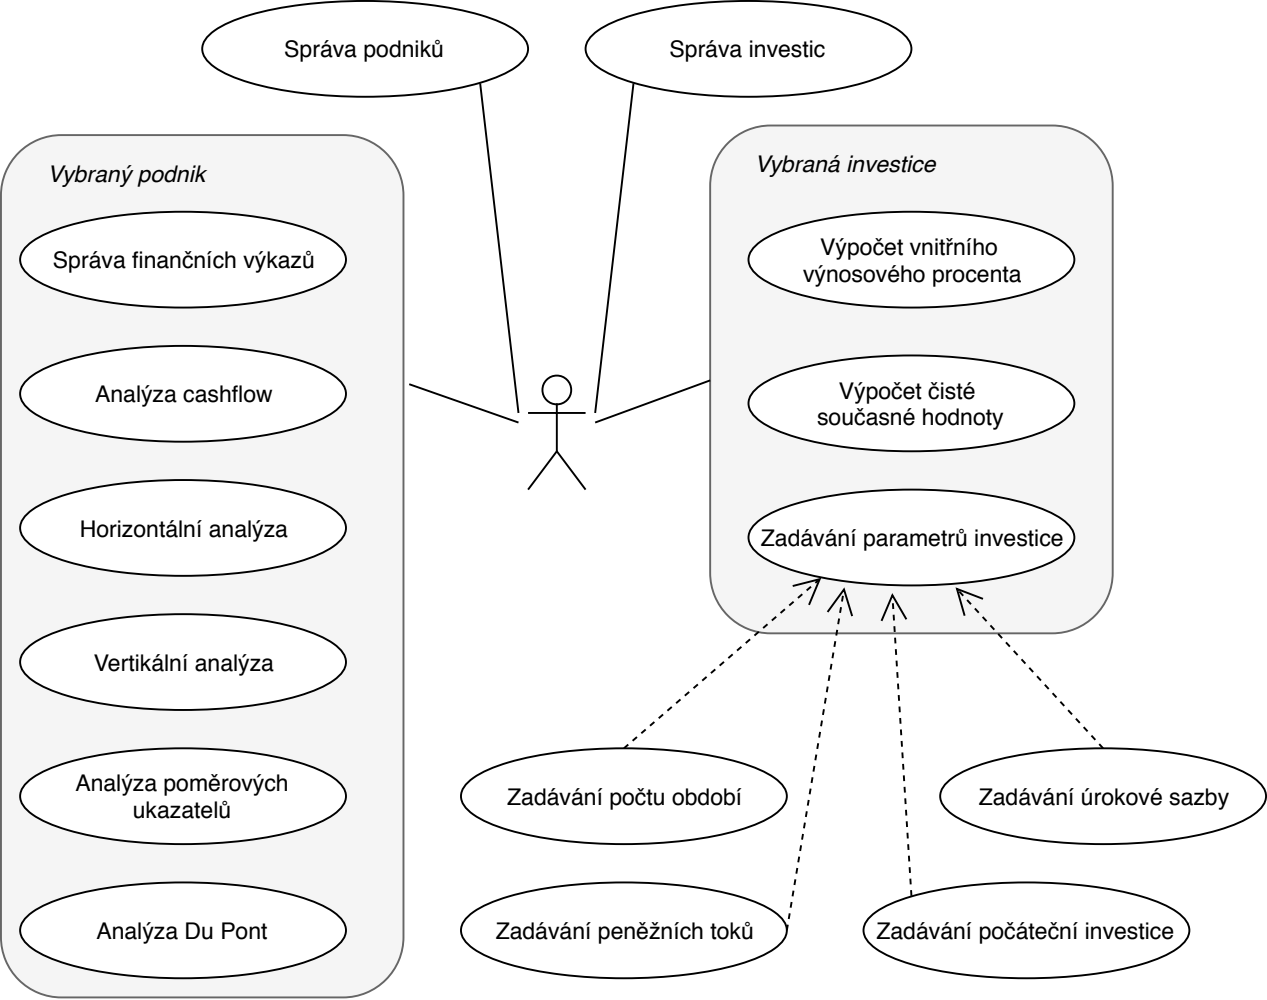 Správa podniků
Správa investic
Vybraný podnik
Správa finančních výkazů
Analýza cashflow
Horizontální analýza
Vertikální analýza
Analýza poměrových
ukazatelů
Analýza Du Pont
Vybraná investice
Výpočet vnitřního
výnosového procenta
Výpočet čisté
současné hodnoty
Zadávání parametrů investice
Zadávání počtu období
Zadávání úrokové sazby
Zadávání peněžních toků
Zadávání počáteční investice